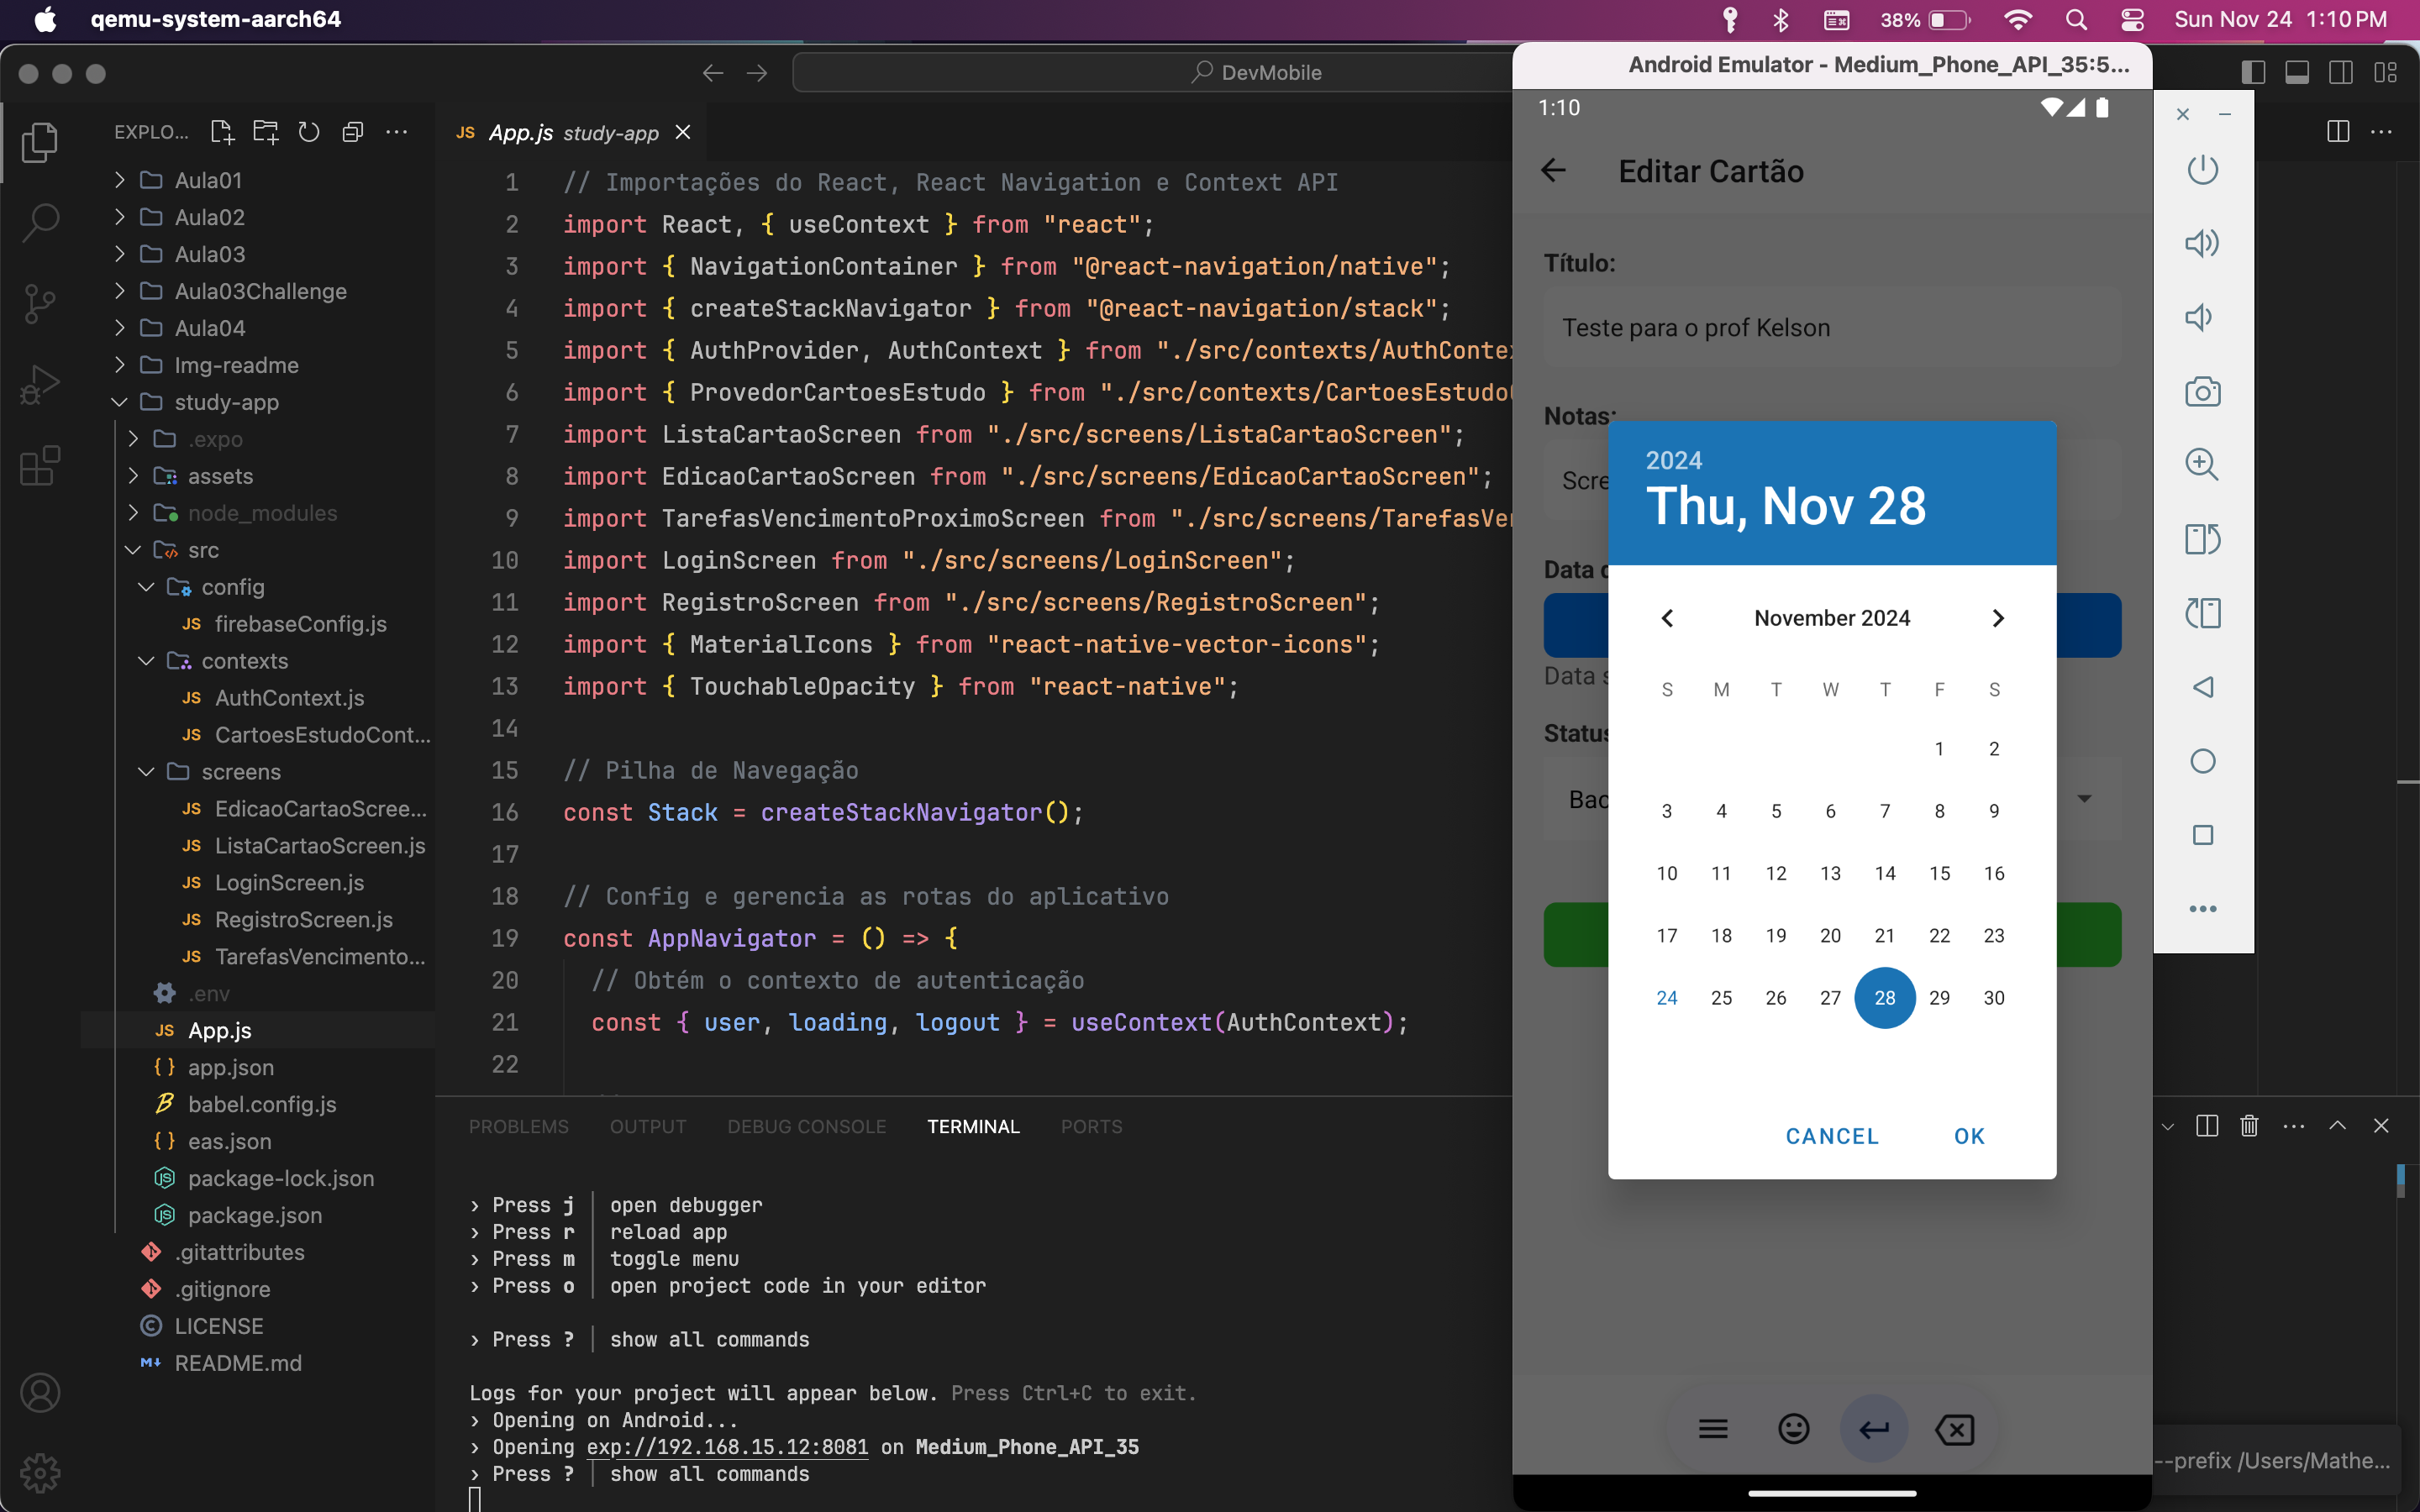 qemu-system-aarch64
38%
Sun Nov 24 1:10 PM
DevMobile
EXPLO...
Aula01
Aula02
Aula03
Aula03Challenge
Aula04
Img-readme
study-app
.expo
assets
node_modules
src
config
JS firebaseConfig.js
contexts
JS AuthContext.js
JS CartoesEstudoCont...
screens
JS EdicaoCartaoScree...
JS ListaCartaoScreen.js
JS LoginScreen.js
JS RegistroScreen.js
JS TarefasVencimento...
.env
JS App.js
{} app.json
babel.config.js
{} eas.json
package-lock.json
package.json
.gitattributes
.gitignore
LICENSE
README.md
JS App.js study-app
1 // Importações do React, React Navigation e Context API
2 import React, { useContext } from "react";
3 import { NavigationContainer } from "@react-navigation/native";
4 import { createStackNavigator } from "@react-navigation/stack";
5 import { AuthProvider, AuthContext } from "./src/contexts/AuthContex
6 import { ProvedorCartoesEstudo } from "./src/contexts/CartoesEstudo
7 import ListaCartaoScreen from "./src/screens/ListaCartaoScreen";
8 import EdicaoCartaoScreen from "./src/screens/EdicaoCartaoScreen";
9 import TarefasVencimentoProximoScreen from "./src/screens/TarefasVe
10 import LoginScreen from "./src/screens/LoginScreen";
11 import RegistroScreen from "./src/screens/RegistroScreen";
12 import { MaterialIcons } from "react-native-vector-icons";
13 import { TouchableOpacity } from "react-native";
14
15 // Pilha de Navegação
16 const Stack = createStackNavigator();
17
18 // Config e gerencia as rotas do aplicativo
19 const AppNavigator = () => {
20 // Obtém o contexto de autenticação
21 const { user, loading, logout } = useContext(AuthContext);
22
PROBLEMS OUTPUT DEBUG CONSOLE TERMINAL PORTS
› Press j │ open debugger
› Press r │ reload app
› Press m │ toggle menu
› Press o │ open project code in your editor
› Press ? │ show all commands
Logs for your project will appear below. Press Ctrl+C to exit.
› Opening on Android...
› Opening exp://192.168.15.12:8081 on Medium_Phone_API_35
› Press ? │ show all commands
Android Emulator - Medium_Phone_API_35:5...
1:10
Editar Cartão
Título:
Teste para o prof Kelson
Notas:
Scre
Data
Data s
Status
Bac
2024
Thu, Nov 28
November 2024
S M T W T F S
1 2
3 4 5 6 7 8 9
10 11 12 13 14 15 16
17 18 19 20 21 22 23
24 25 26 27 28 29 30
CANCEL OK
--prefix /Users/Mathe...